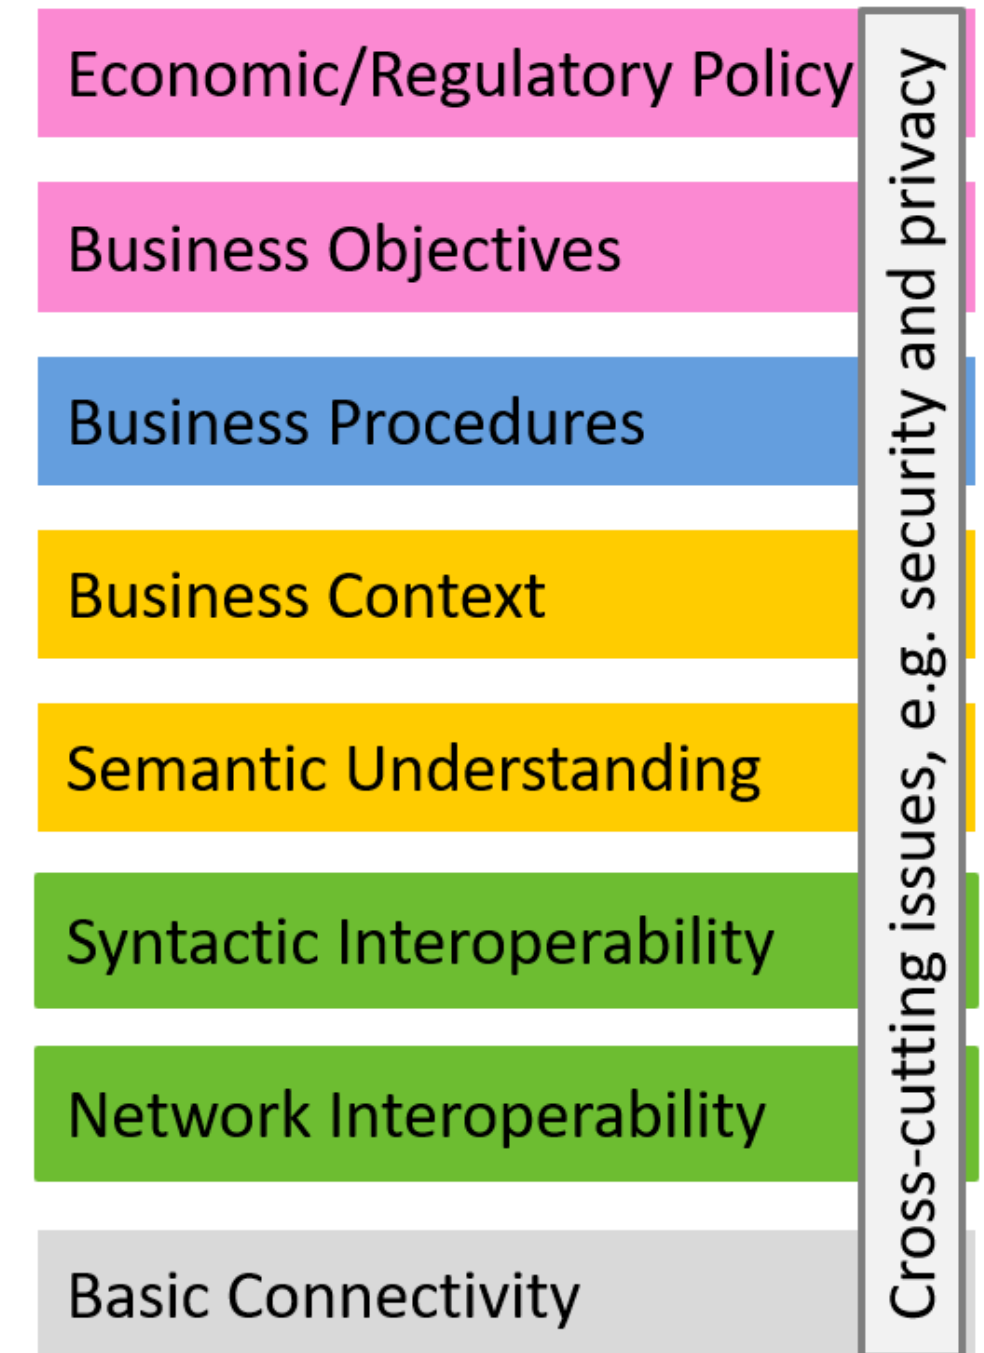 Economic/Regulatory Policy
Business Objectives
Business Procedures
Business Context
Semantic Understanding
Syntactic Interoperability
Network Interoperability
Basic Connectivity
Cross-cutting issues, e.g. security and privacy